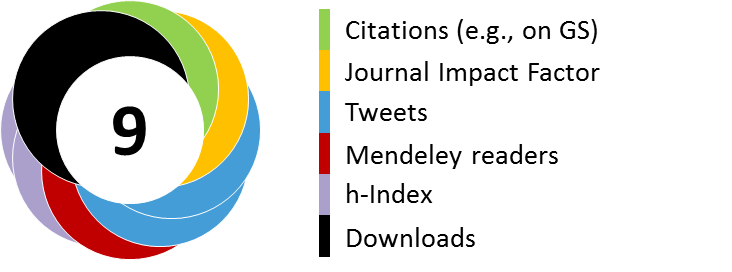 9
Citations (e.g., on GS)
Journal Impact Factor
Tweets
Mendeley readers
h-Index
Downloads